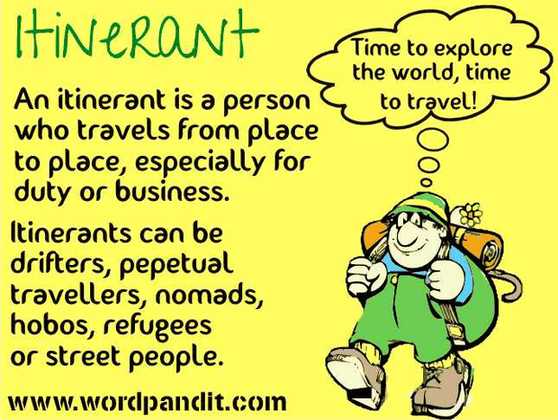 Itinerant
Time to explore
the world, time
to travel!
An itinerant is a person
who travels from place
to place, especially for
duty or business.
Itinerants can be
drifters, pepetual
travellers, nomads,
hobos, refugees
or street people.
www.wordpandit.com